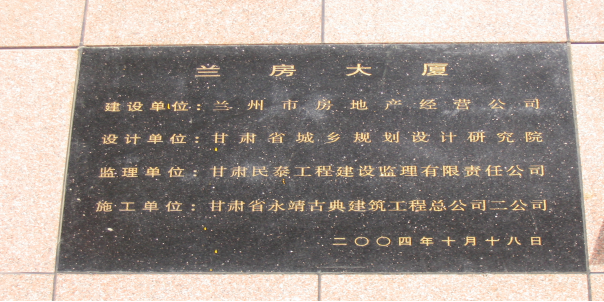 兰房大厦
建设单位：兰州市房地产经营公司
设计单位：甘肃省城乡规划设计研究院
监理单位：甘肃民泰工程建设监理有限责任公司
施工单位：甘肃省永靖古典建筑工程总公司二公司
二〇〇四年十月十八日